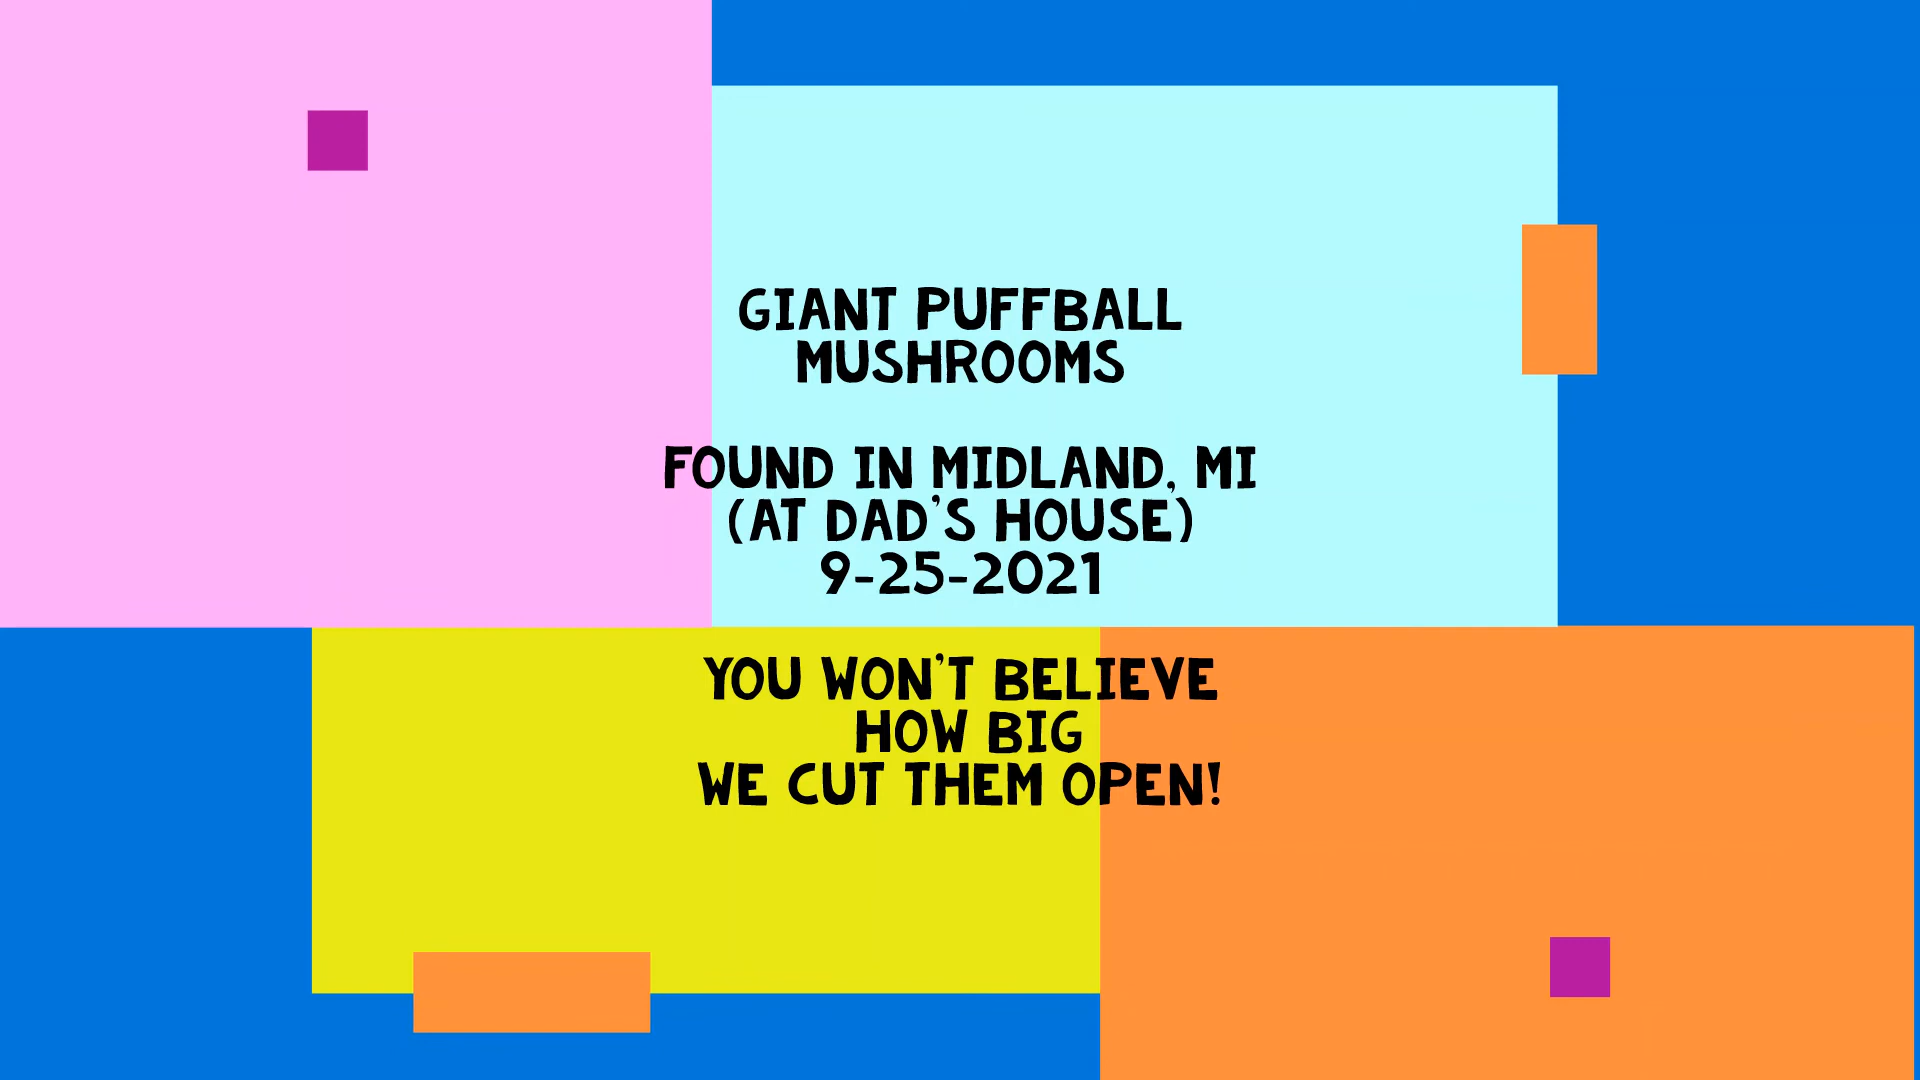 GIANT PUFFBALL
MUSHROOMS
FOUND IN MIDLAND, MI
(AT DAD'S HOUSE)
9-25-2021
YOU WON'T BELIEVE
HOW BIG
WE CUT THEM OPEN!